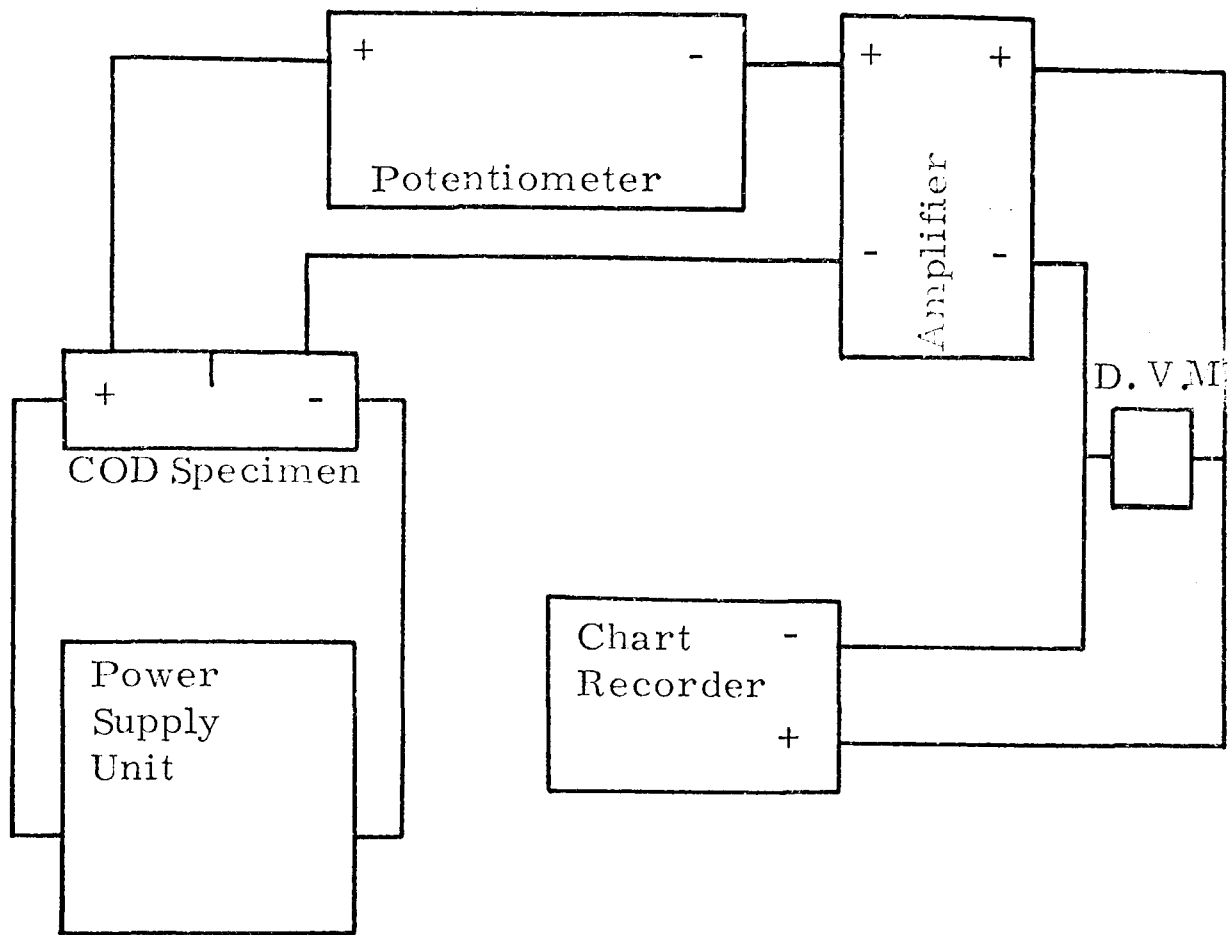 + -
Potentiometer
+ +
- -
Amplifier
D. V. M
+ -
COD Specimen
Power
Supply
Unit
Chart -
Recorder
+